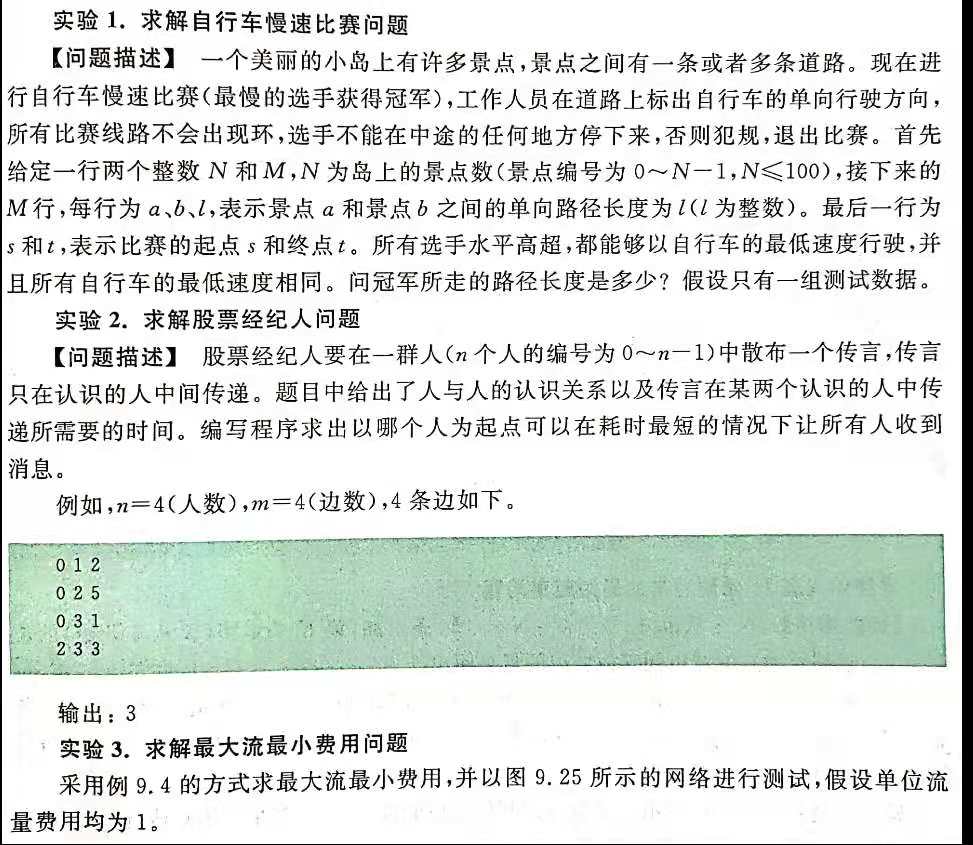 实验 1. 求解自行车慢速比赛问题
【问题描述】 一个美丽的小岛上有许多景点,景点之间有一条或者多条道路。现在进
行自行车慢速比赛(最慢的选手获得冠军),工作人员在道路上标出自行车的单向行驶方向,
所有比赛线路不会出现环,选手不能在中途的任何地方停下来,否则犯规,退出比赛。首先
给定一行两个整数 N 和 M,N 为岛上的景点数(景点编号为 0～N－1,N≤100),接下来的
M 行,每行为 a、b、l,表示景点 a 和景点 b 之间的单向路径长度为 l(l 为整数)。最后一行为
s 和 t,表示比赛的起点 s 和终点 t。所有选手水平高超,都能够以自行车的最低速度行驶,并
且所有自行车的最低速度相同。问冠军所走的路径长度是多少? 假设只有一组测试数据。
实验 2. 求解股票经纪人问题
【问题描述】 股票经纪人要在一群人(n 个人的编号为 0～n－1)中散布一个传言,传言
只在认识的人中间传递。题目中给出了人与人的认识关系以及传言在某两个认识的人中传
递所需要的时间。编写程序求出以哪个人为起点可以在耗时最短的情况下让所有人收到
消息。
例如,n＝4(人数),m＝4(边数),4 条边如下。
0 1 2
0 2 5
0 3 1
2 3 3
输出: 3
实验 3. 求解最大流最小费用问题
采用例 9.4 的方式求最大流最小费用,并以图 9.25 所示的网络进行测试,假设单位流
量费用均为 1。